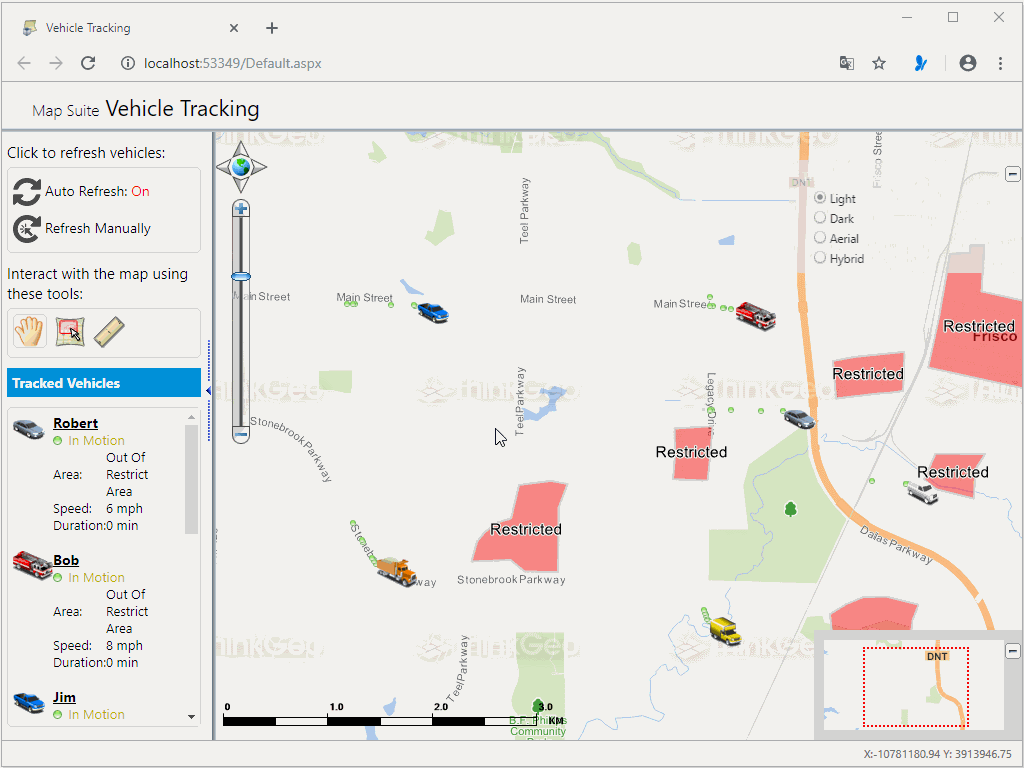 Vehicle Tracking
localhost:53349/Default.aspx
Map Suite Vehicle Tracking
Click to refresh vehicles:
Auto Refresh: On
Refresh Manually
Interact with the map using
these tools:
Tracked Vehicles
Robert
In Motion
Out Of
Area: Restrict
Area
Speed: 6 mph
Duration:0 min
Bob
In Motion
Out Of
Area: Restrict
Area
Speed: 8 mph
Duration:0 min
Jim
In Motion
ThinkGeo
DNT
Frisco Stree
Light
Dark
Aerial
Hybrid
Teel Parkway
Main Street
Main Street
Main Street
Main Street
Restricted
Frisco
Restricted
Teel Parkway
Legacy Drive
Stonebrook Parkway
Restricted
Restricted
Restricted
Dallas Parkway
Stonebrook Parkway
Teel Parkway
B.F. Phillips
Community
0 1.0 2.0 3.0 KM
DNT
X:-10781180.94 Y: 3913946.75